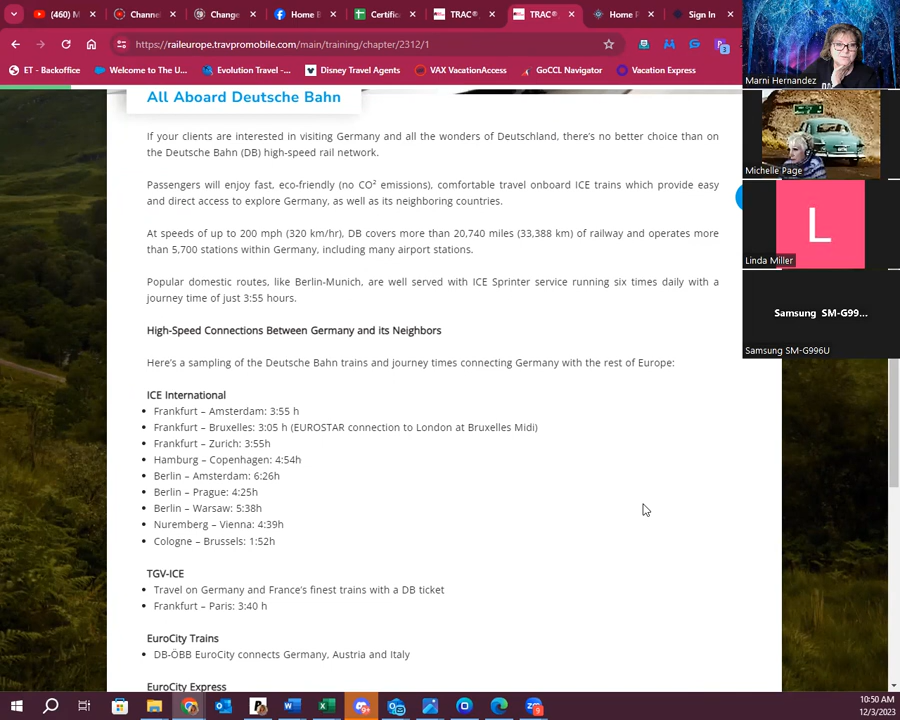 (460) M
Channel
Change
Home B
Certifica
TRAC®
TRAC®
Home P
Sign In
https://raileurope.travpromobile.com/main/training/chapter/2312/1
3
ET - Backoffice
Welcome to The U...
Evolution Travel -...
Disney Travel Agents
VAX VacationAccess
GoCCL Navigator
Vacation Express
Marni Hernandez
Michelle Page
L
Linda Miller
Samsung SM-G99...
Samsung SM-G996U
All Aboard Deutsche Bahn
If your clients are interested in visiting Germany and all the wonders of Deutschland, there's no better choice than on
the Deutsche Bahn (DB) high-speed rail network.
Passengers will enjoy fast, eco-friendly (no CO² emissions), comfortable travel onboard ICE trains which provide easy
and direct access to explore Germany, as well as its neighboring countries.
At speeds of up to 200 mph (320 km/hr), DB covers more than 20,740 miles (33,388 km) of railway and operates more
than 5,700 stations within Germany, including many airport stations.
Popular domestic routes, like Berlin-Munich, are well served with ICE Sprinter service running six times daily with a
journey time of just 3:55 hours.
High-Speed Connections Between Germany and its Neighbors
Here's a sampling of the Deutsche Bahn trains and journey times connecting Germany with the rest of Europe:
ICE International
• Frankfurt – Amsterdam: 3:55 h
• Frankfurt – Bruxelles: 3:05 h (EUROSTAR connection to London at Bruxelles Midi)
• Frankfurt – Zurich: 3:55h
• Hamburg – Copenhagen: 4:54h
• Berlin – Amsterdam: 6:26h
• Berlin – Prague: 4:25h
• Berlin – Warsaw: 5:38h
• Nuremberg – Vienna: 4:39h
• Cologne – Brussels: 1:52h
TGV-ICE
• Travel on Germany and France's finest trains with a DB ticket
• Frankfurt – Paris: 3:40 h
EuroCity Trains
• DB-ÖBB EuroCity connects Germany, Austria and Italy
EuroCity Express
10:50 AM
12/3/2023